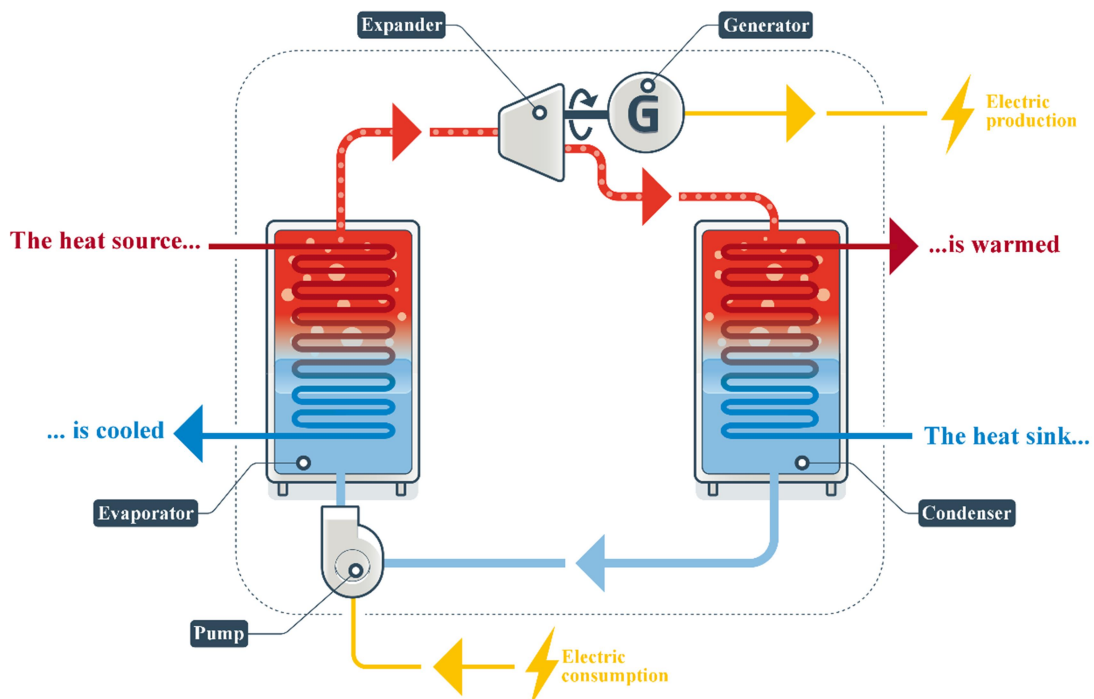 Expander
Generator
G
Electric
production
The heat source...
...is warmed
... is cooled
The heat sink...
Evaporator
Condenser
Pump
Electric
consumption